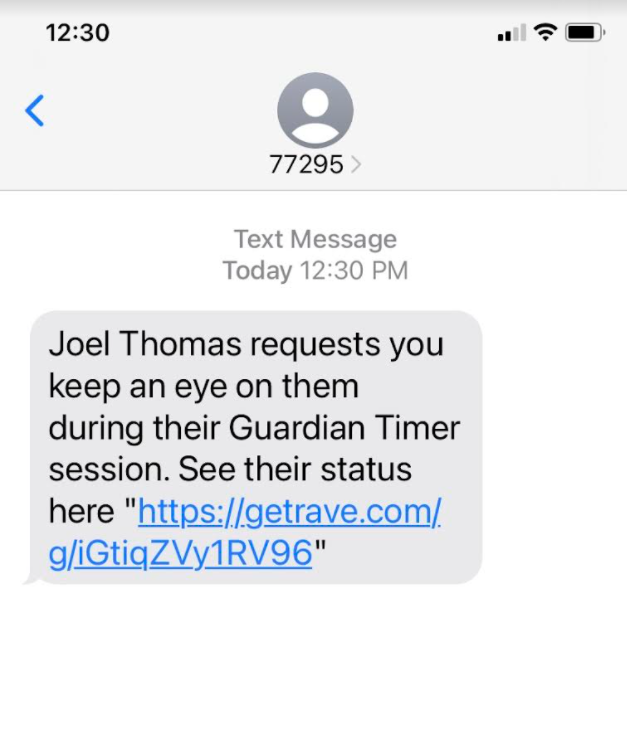 12:30
77295
Text Message
Today 12:30 PM
Joel Thomas requests you
keep an eye on them
during their Guardian Timer
session. See their status
here "https://getrave.com/
g/iGtiqZVy1RV96"